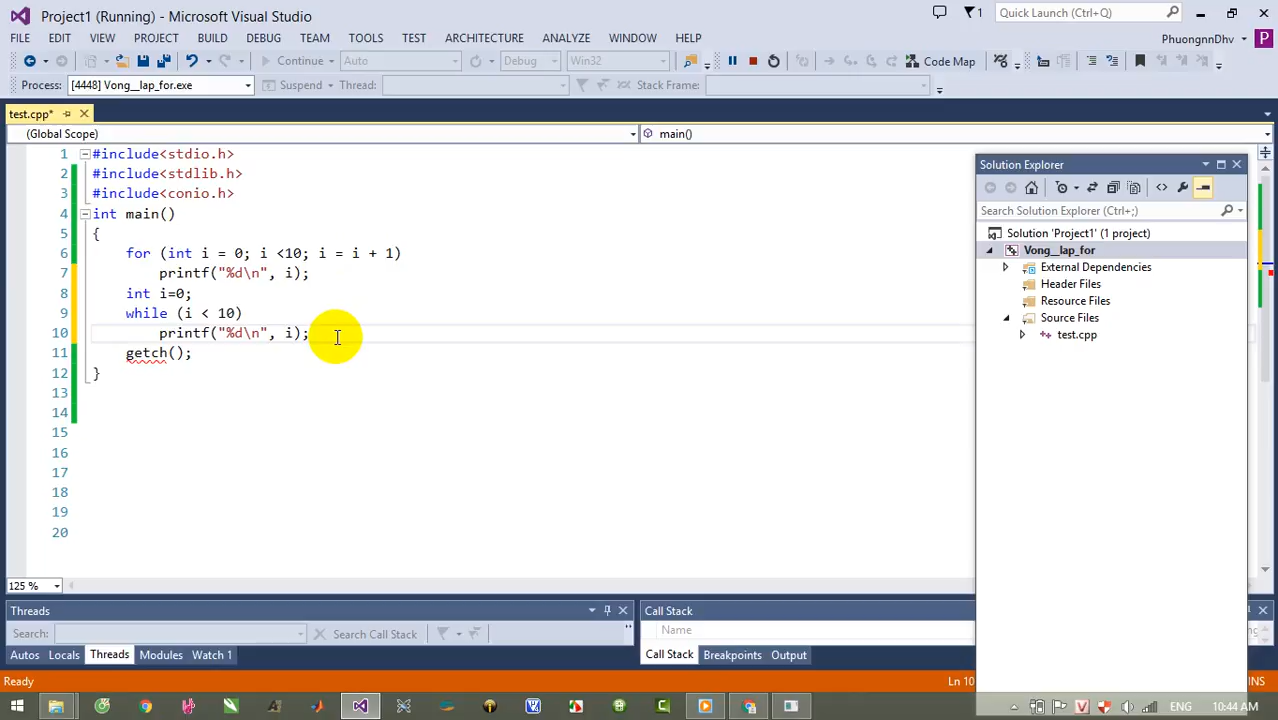 Project1 (Running) - Microsoft Visual Studio
1
Quick Launch (Ctrl+Q)
FILE EDIT VIEW PROJECT BUILD DEBUG TEAM TOOLS TEST ARCHITECTURE ANALYZE WINDOW HELP
PhuongnnDhv P
Continue Auto Debug Win32 Code Map
Process: [4448] Vong__lap_for.exe Suspend Thread: Stack Frame:
test.cpp*
(Global Scope) main()
1 #include<stdio.h>
2 #include<stdlib.h>
3 #include<conio.h>
4 int main()
5 {
6 for (int i = 0; i <10; i = i + 1)
7 printf("%d\n", i);
8 int i=0;
9 while (i < 10)
10 printf("%d\n", i);
11 getch();
12 }
13
14
15
16
17
18
19
20
125 %
Solution Explorer
Search Solution Explorer (Ctrl+;)
Solution 'Project1' (1 project)
Vong__lap_for
External Dependencies
Header Files
Resource Files
Source Files
test.cpp
Threads
Search: Search Call Stack
Autos Locals Threads Modules Watch 1
Call Stack
Name
Call Stack Breakpoints Output
Ready Ln 10 INS
ENG 10:44 AM